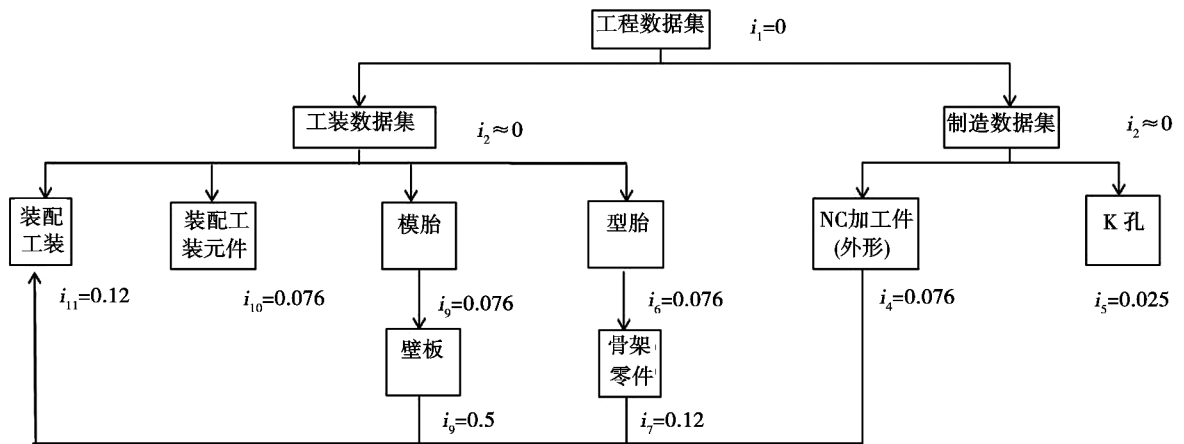 工程数据集
i₁=0
工装数据集
i₂≈0
制造数据集
i₂≈0
装配
工装
装配工
装元件
模胎
型胎
NC加工件
(外形)
K 孔
i₁₁=0.12
i₁₀=0.076
i₉=0.076
i₆=0.076
i₄=0.076
i₅=0.025
壁板
骨架
零件
i₉=0.5
i₇=0.12